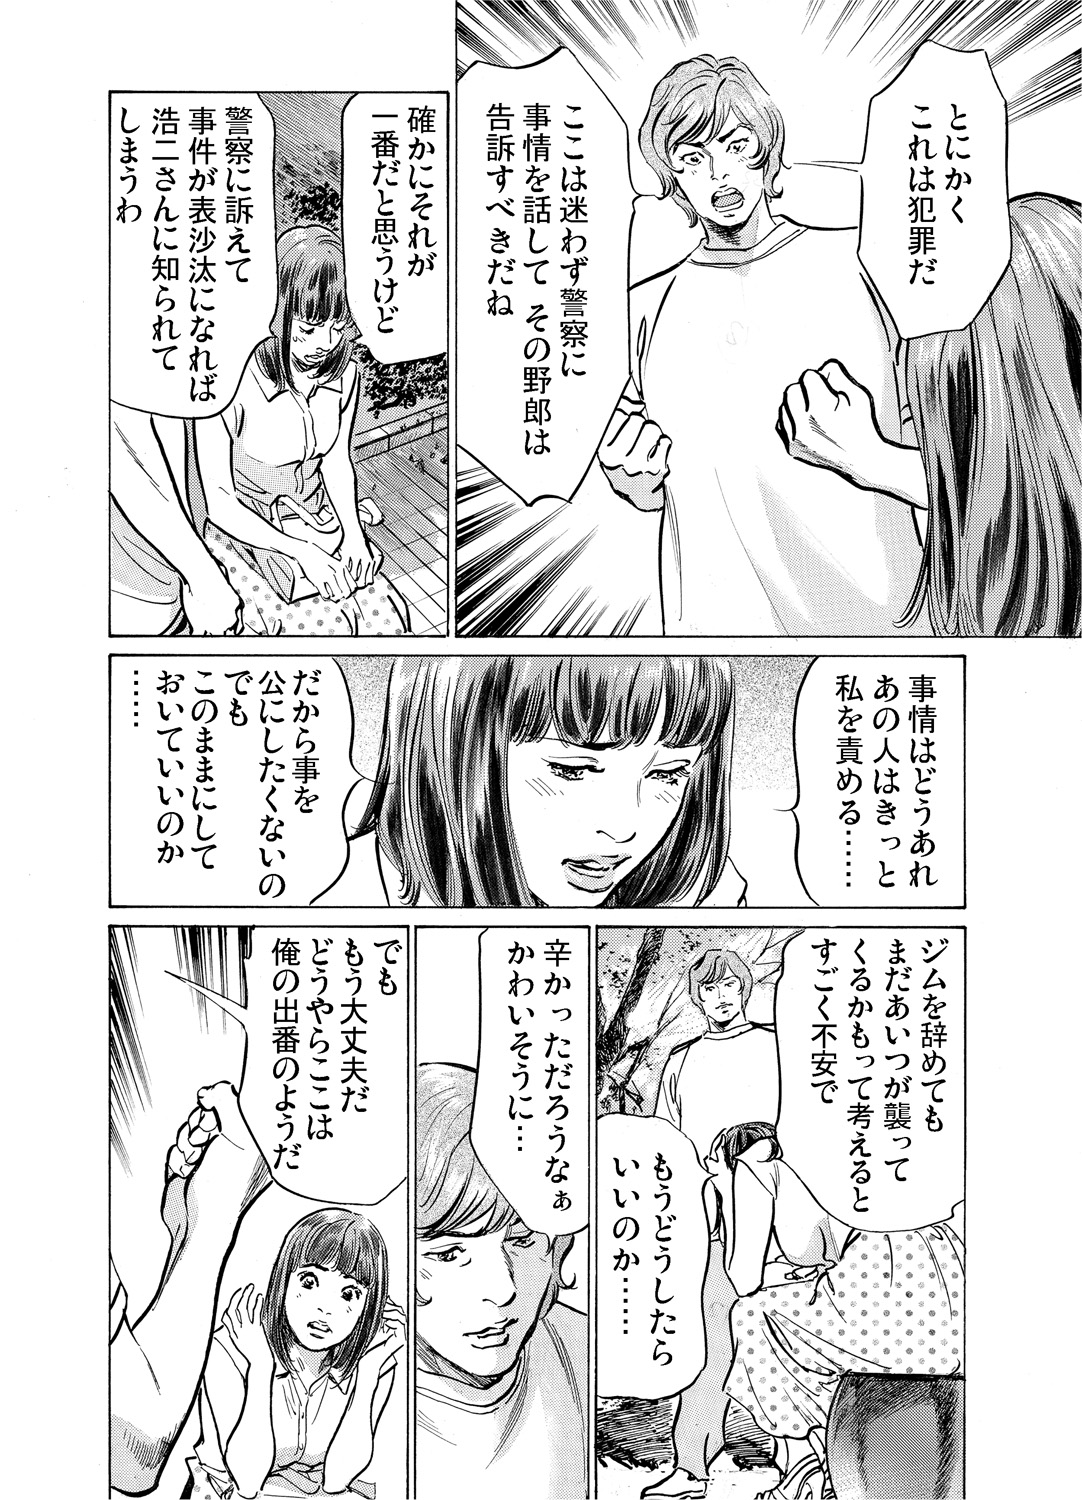 とにかく
これは犯罪だ
ここは迷わず警察に
事情を話して その野郎は
告訴すべきだね
確かにそれが
一番だと思うけど
警察に訴えて
事件が表沙汰になれば
浩二さんに知られて
しまうわ
事情はどうあれ
あの人はきっと
私を責める……
だから事を
公にしたくないの
でも
このままにして
おいていいのか
……
ジムを辞めても
まだあいつが襲って
くるかもって考えると
すごく不安で
もうどうしたら
いいのか……
辛かっただろうなぁ
かわいそうに…
でも
もう大丈夫だ
どうやらここは
俺の出番のようだ